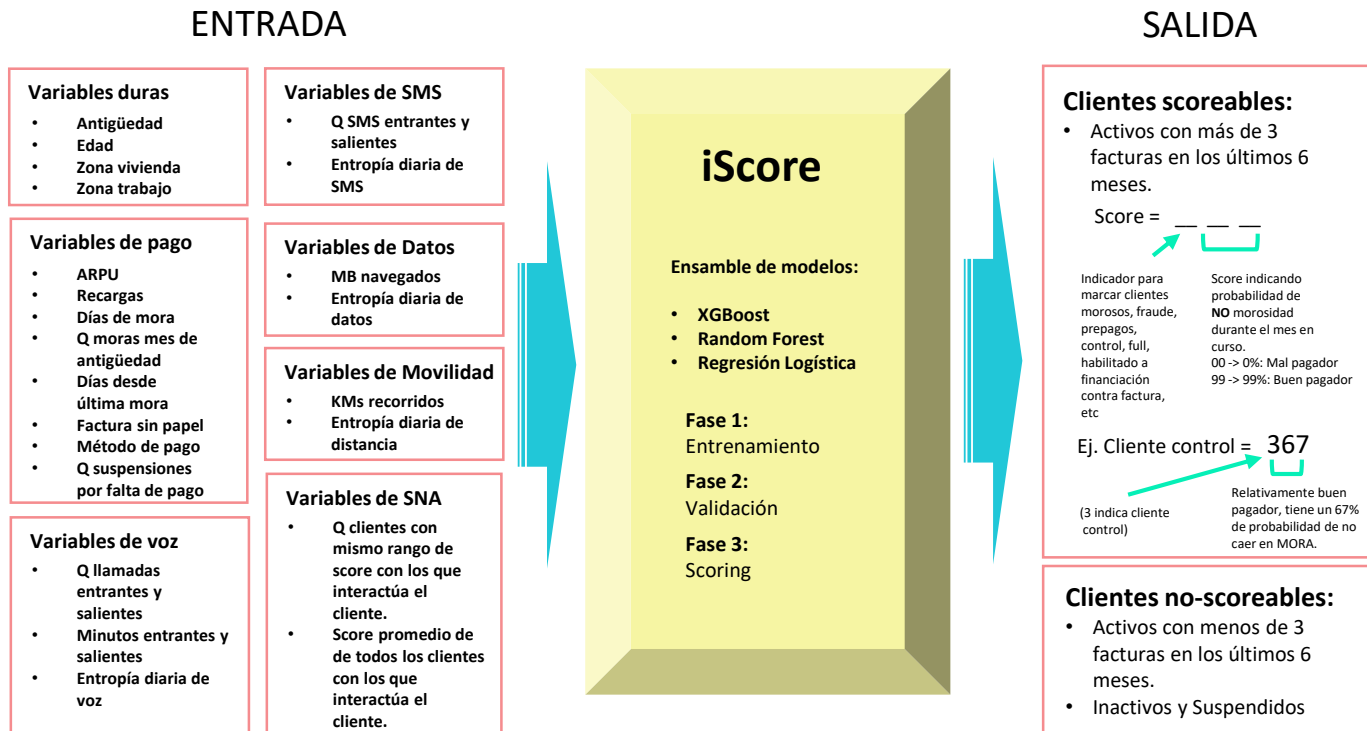 ENTRADA
Variables duras
• Antigüedad
• Edad
• Zona vivienda
• Zona trabajo
Variables de pago
• ARPU
• Recargas
• Días de mora
• Q moras mes de
antigüedad
• Días desde
última mora
• Factura sin papel
• Método de pago
• Q suspensiones
por falta de pago
Variables de voz
• Q llamadas
entrantes y
salientes
• Minutos entrantes y
salientes
• Entropía diaria de
voz
Variables de SMS
• Q SMS entrantes y
salientes
• Entropía diaria de
SMS
Variables de Datos
• MB navegados
• Entropía diaria de
datos
Variables de Movilidad
• KMs recorridos
• Entropía diaria de
distancia
Variables de SNA
• Q clientes con
mismo rango de
score con los que
interactúa el
cliente.
• Score promedio de
de todos los clientes
con los que
interactúa el
cliente.
iScore
Ensamble de modelos:
• XGBoost
• Random Forest
• Regresión Logística
Fase 1:
Entrenamiento
Fase 2:
Validación
Fase 3:
Scoring
SALIDA
Clientes scoreables:
• Activos con más de 3
facturas en los últimos 6
meses.
Score = __ __ __
Indicador para
marcar clientes
morosos, fraude,
prepagos,
control, full,
habilitado a
financiación
contra factura,
etc
Score indicando
probabilidad de
NO morosidad
durante el mes en
curso.
00 -> 0%: Mal pagador
99 -> 99%: Buen pagador
Ej. Cliente control = 367
(3 indica cliente
control)
Relativamente buen
pagador, tiene un 67%
de probabilidad de no
caer en MORA.
Clientes no-scoreables:
• Activos con menos de 3
facturas en los últimos 6
meses.
• Inactivos y Suspendidos